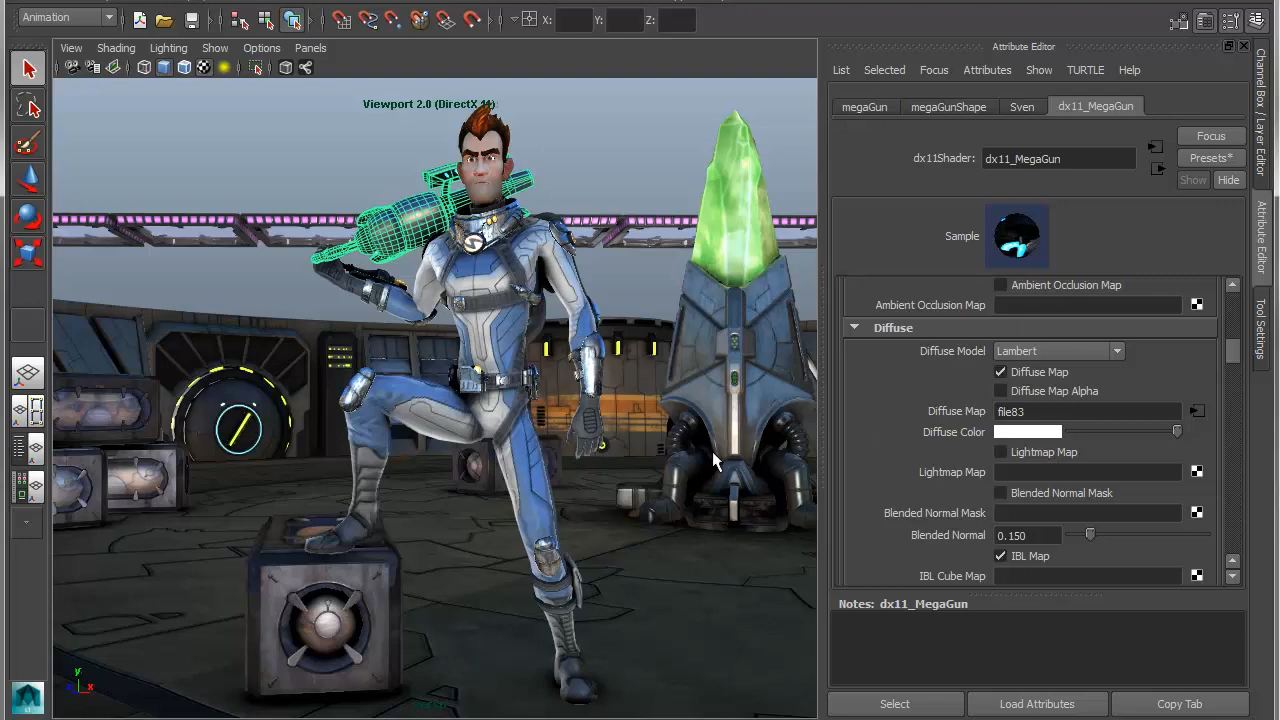 Animation
X:
Y:
Z:
View Shading Lighting Show Options Panels
Viewport 2.0 (DirectX 11)
S
y
x
Attribute Editor
List Selected Focus Attributes Show TURTLE Help
megaGun megaGunShape Sven dx11_MegaGun
dx11Shader: dx11_MegaGun
Focus
Presets*
Show Hide
Sample
Ambient Occlusion Map
Ambient Occlusion Map
Diffuse
Diffuse Model Lambert
Diffuse Map
Diffuse Map Alpha
Diffuse Map file83
Diffuse Color
Lightmap Map
Lightmap Map
Blended Normal Mask
Blended Normal Mask
Blended Normal 0.150
IBL Map
IBL Cube Map
Notes: dx11_MegaGun
Select Load Attributes Copy Tab
Channel Box / Layer Editor
Attribute Editor
Tool Settings
LT